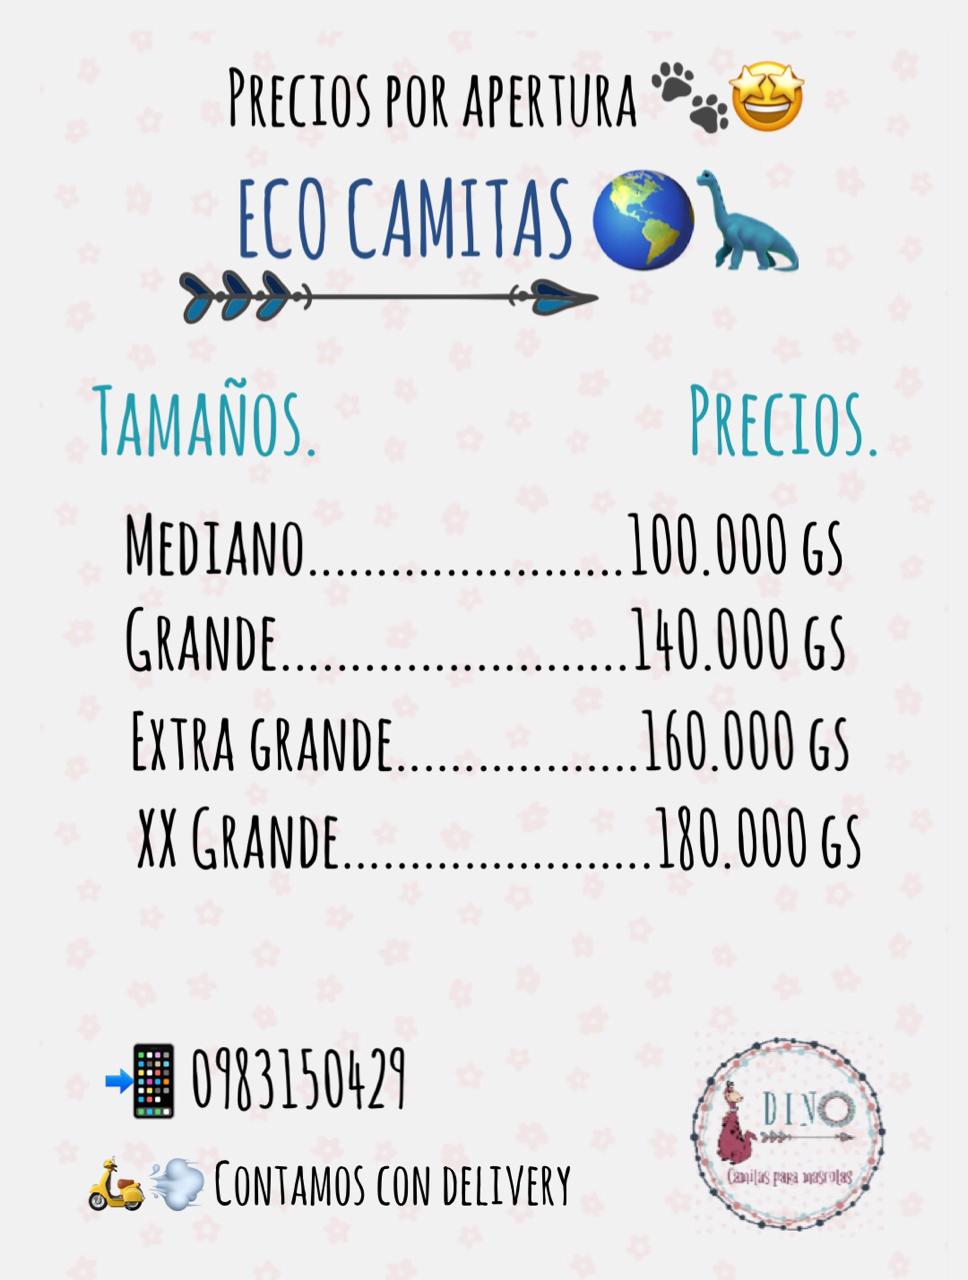 Precios por apertura 🐾🤩
ECO CAMITAS 🌎🦕
Tamaños. Precios.
Mediano.......................100.000 gs
Grande.........................140.000 gs
Extra grande..................160.000 gs
XX Grande.......................180.000 gs
📲 0983150429
🛵💨 Contamos con delivery
DINO
Camitas para mascotas